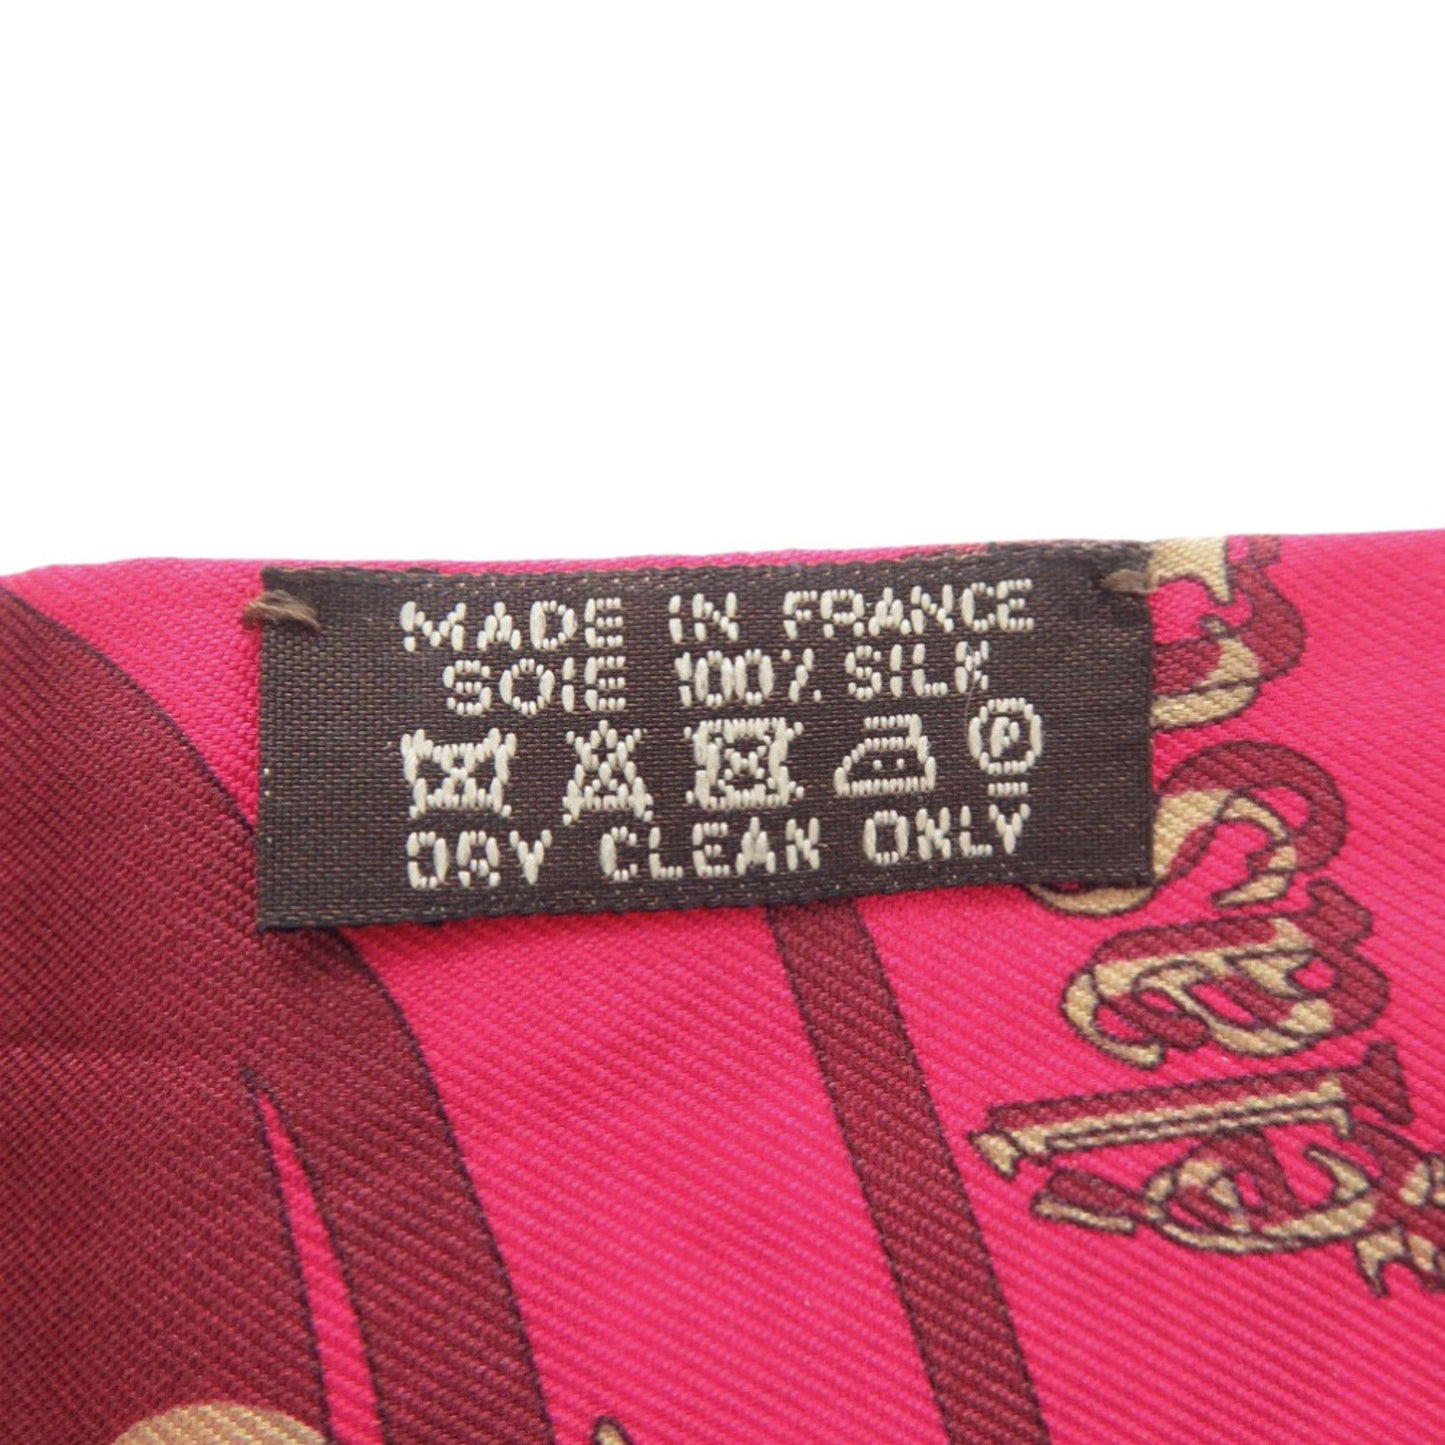 MADE IN FRANCE
SOIE 100% SILK
P
DRY CLEAN ONLY